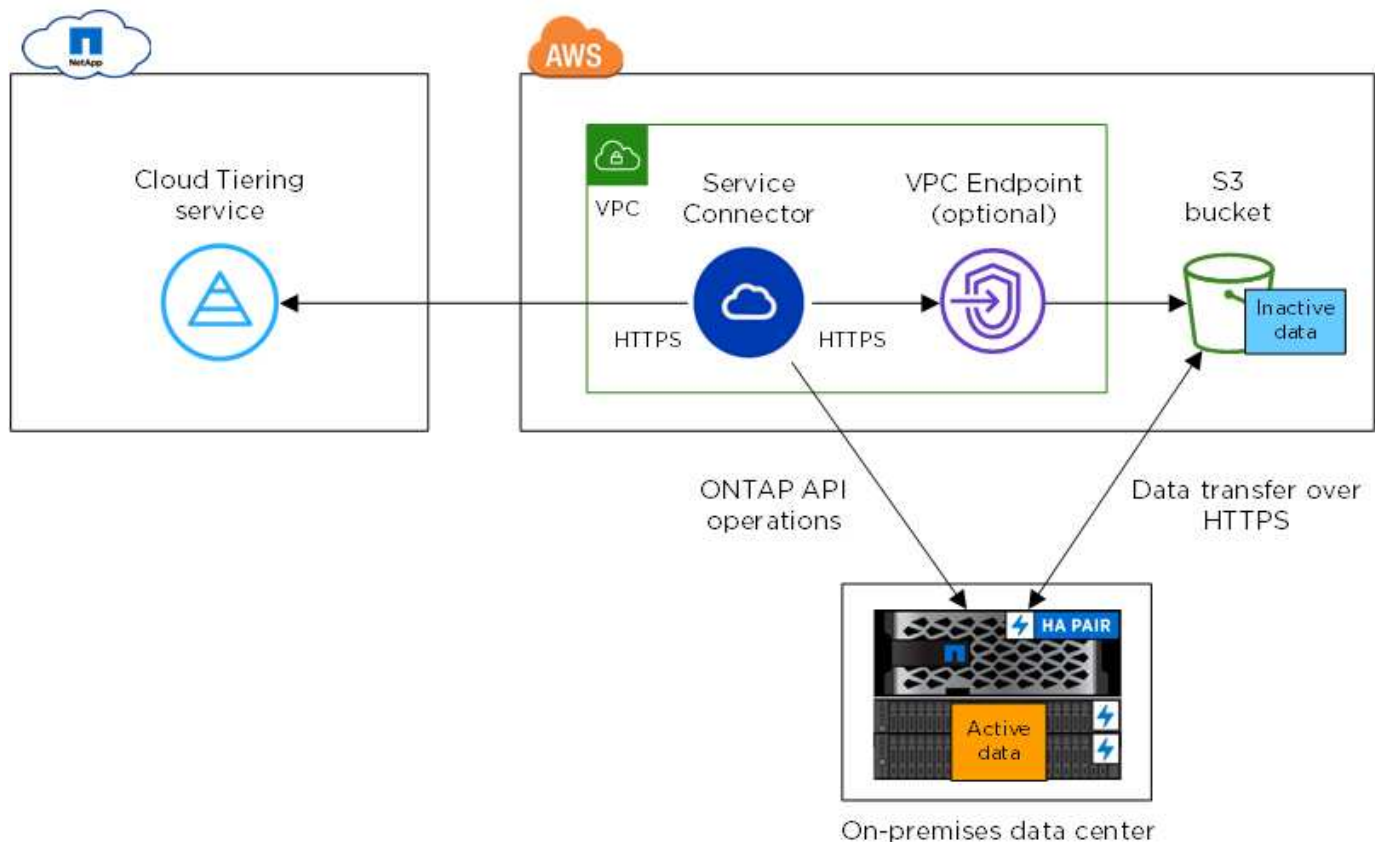 NetApp
AWS
Cloud Tiering
service
VPC
Service
Connector
VPC Endpoint
(optional)
S3
bucket
HTTPS
HTTPS
Inactive
data
ONTAP API
operations
Data transfer over
HTTPS
HA PAIR
Active
data
On-premises data center